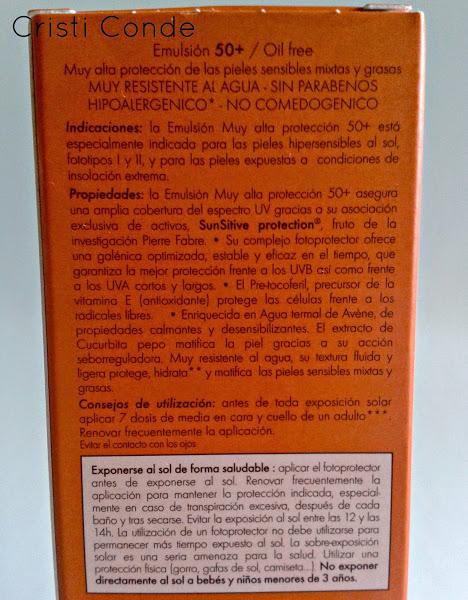 Cristi Conde
Emulsión 50+ / Oil free
Muy alta protección de las pieles sensibles mixtas y grasas
MUY RESISTENTE AL AGUA - SIN PARABENOS
HIPOALERGENICO* - NO COMEDOGENICO
Indicaciones: la Emulsión Muy alta protección 50+ está
especialmente indicada para las pieles hipersensibles al sol,
fototipos I y II, y para las pieles expuestas a condiciones de
insolación extrema.
Propiedades: la Emulsión Muy alta protección 50+ asegura
una amplia cobertura del espectro UV gracias a su asociación
exclusiva de activos, SunSitive protection®, fruto de la
investigación Pierre Fabre. • Su complejo fotoprotector ofrece
una galénica optimizada, estable y eficaz en el tiempo, que
garantiza la mejor protección frente a los UVB así como frente
a los UVA cortos y largos. • El Pre-tocoferil, precursor de la
vitamina E (antioxidante) protege las células frente a los
radicales libres. • Enriquecida en Agua termal de Avène, de
propiedades calmantes y desensibilizantes. El extracto de
Cucurbita pepo matifica la piel gracias a su acción
seborreguladora. Muy resistente al agua, su textura fluida y
ligera protege, hidrata** y matifica las pieles sensibles mixtas y
grasas.
Consejos de utilización: antes de toda exposición solar
aplicar 7 dosis de media en cara y cuello de un adulto***.
Renovar frecuentemente la aplicación.
Evitar el contacto con los ojos
Exponerse al sol de forma saludable : aplicar el fotoprotector
antes de exponerse al sol. Renovar frecuentemente la
aplicación para mantener la protección indicada, especial-
mente en caso de transpiración excesiva, después de cada
baño y tras secarse. Evitar la exposición al sol entre las 12 y las
14h. La utilización de un fotoprotector no debe utilizarse para
permanecer más tiempo expuesto al sol. La sobre-exposición
solar es una seria amenaza para la salud. Utilizar una
protección física (gorro, gafas de sol, camiseta...). No exponer
directamente al sol a bebés y niños menores de 3 años.